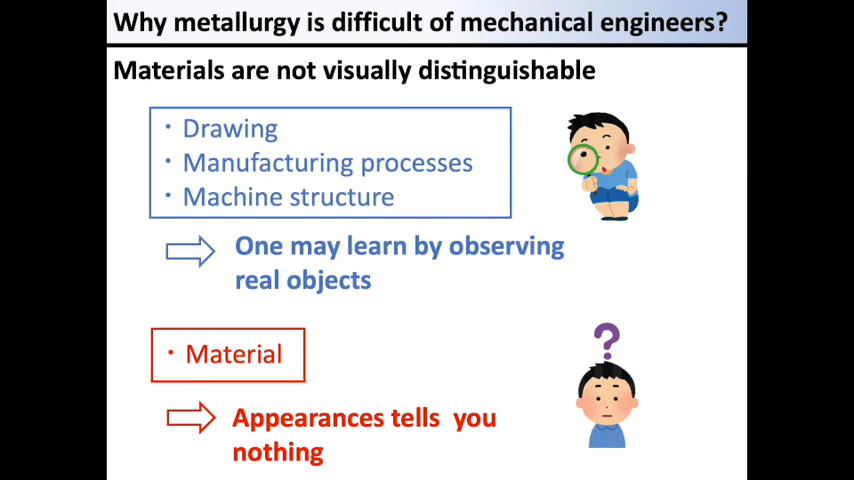 Why metallurgy is difficult of mechanical engineers?
Materials are not visually distinguishable
・Drawing
・Manufacturing processes
・Machine structure
One may learn by observing
real objects
・Material
?
Appearances tells  you
nothing